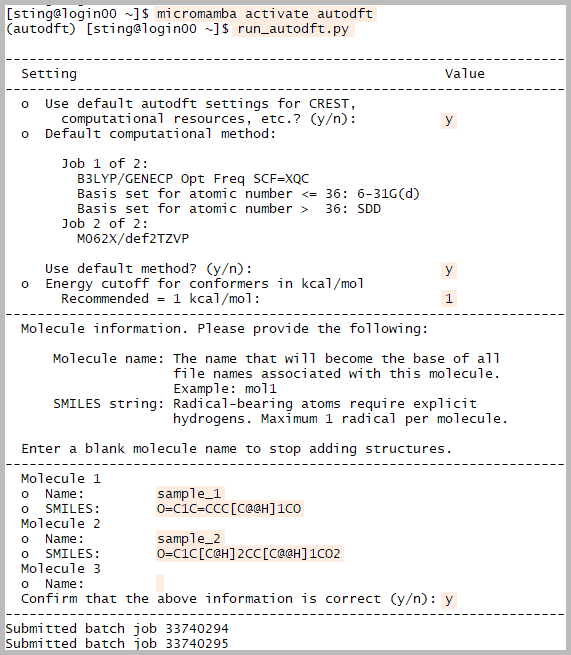 [sting@login00 ~]$ micromamba activate autodft
(autodft) [sting@login00 ~]$ run_autodft.py
----------------------------------------------------------------------
Setting Value
----------------------------------------------------------------------
o Use default autodft settings for CREST,
computational resources, etc.? (y/n): y
o Default computational method:
Job 1 of 2:
B3LYP/GENECP Opt Freq SCF=XQC
Basis set for atomic number <= 36: 6-31G(d)
Basis set for atomic number > 36: SDD
Job 2 of 2:
M062X/def2TZVP
Use default method? (y/n): y
o Energy cutoff for conformers in kcal/mol
Recommended = 1 kcal/mol: 1
----------------------------------------------------------------------
Molecule information. Please provide the following:
Molecule name: The name that will become the base of all
file names associated with this molecule.
Example: mol1
SMILES string: Radical-bearing atoms require explicit
hydrogens. Maximum 1 radical per molecule.
Enter a blank molecule name to stop adding structures.
----------------------------------------------------------------------
Molecule 1
o Name: sample_1
o SMILES: O=C1C=CCC[C@@H]1CO
Molecule 2
o Name: sample_2
o SMILES: O=C1C[C@H]2CC[C@@H]1CO2
Molecule 3
o Name:
Confirm that the above information is correct (y/n): y
----------------------------------------------------------------------
Submitted batch job 33740294
Submitted batch job 33740295